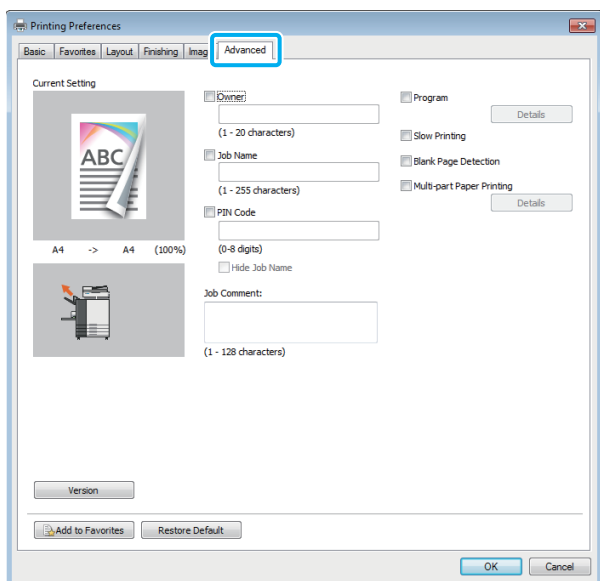 Printing Preferences
Basic Favorites Layout Finishing Imag Advanced
Current Setting
ABC
A4 -> A4 (100%)
Owner
(1 - 20 characters)
Job Name
(1 - 255 characters)
PIN Code
(0-8 digits)
Hide Job Name
Job Comment:
(1 - 128 characters)
Program
Details
Slow Printing
Blank Page Detection
Multi-part Paper Printing
Details
Version
Add to Favorites Restore Default
OK Cancel